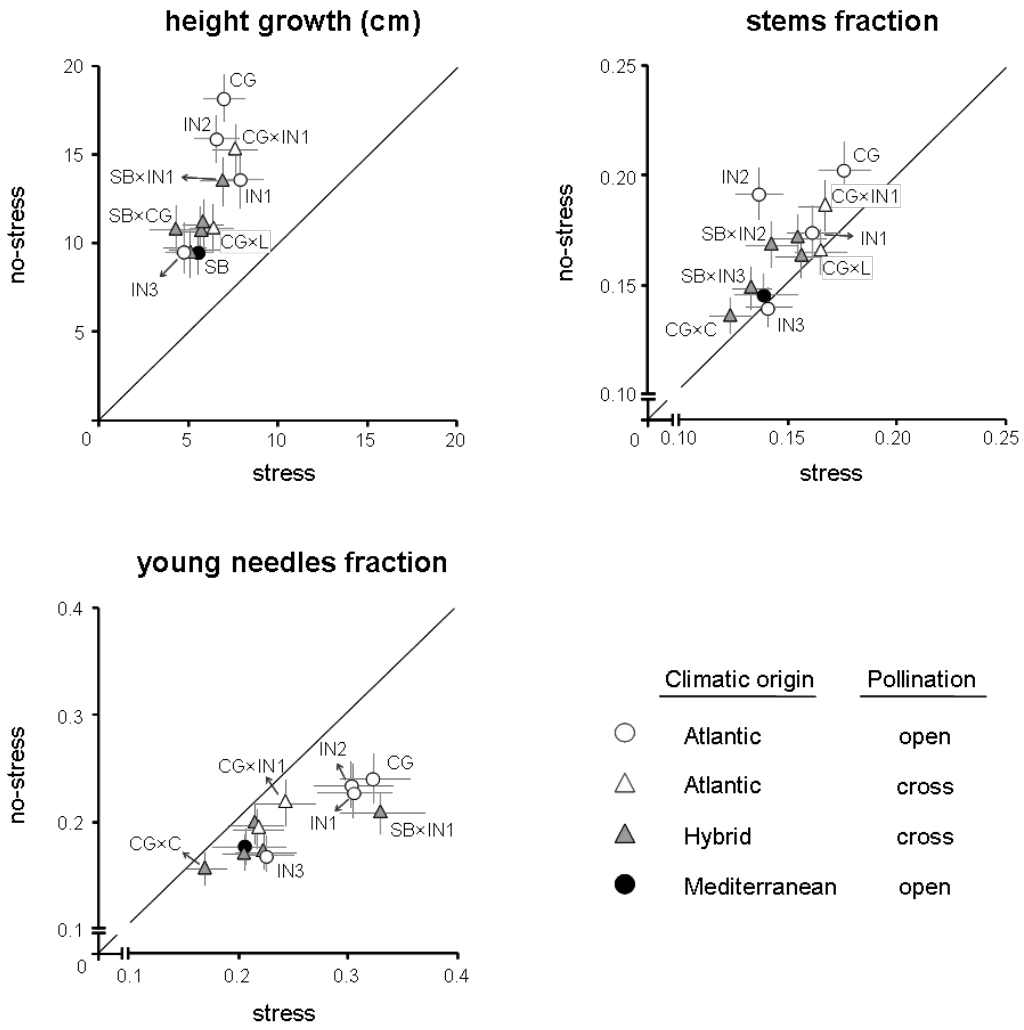 height growth (cm)
20
15
10
5
0
5
10
15
20
no-stress
stress
CG
IN2
CG×IN1
SB×IN1
IN1
SB×CG
CG×L
SB
IN3
stems fraction
0.25
0.20
0.15
0.10
0
0.10
0.15
0.20
0.25
no-stress
stress
CG
IN2
CG×IN1
SB×IN2
IN1
CG×L
SB×IN3
IN3
CG×C
young needles fraction
0.4
0.3
0.2
0.1
0
0.1
0.2
0.3
0.4
no-stress
stress
IN2
CG
CG×IN1
IN1
SB×IN1
CG×C
IN3
Climatic origin Pollination
Atlantic open
Atlantic cross
Hybrid cross
Mediterranean open